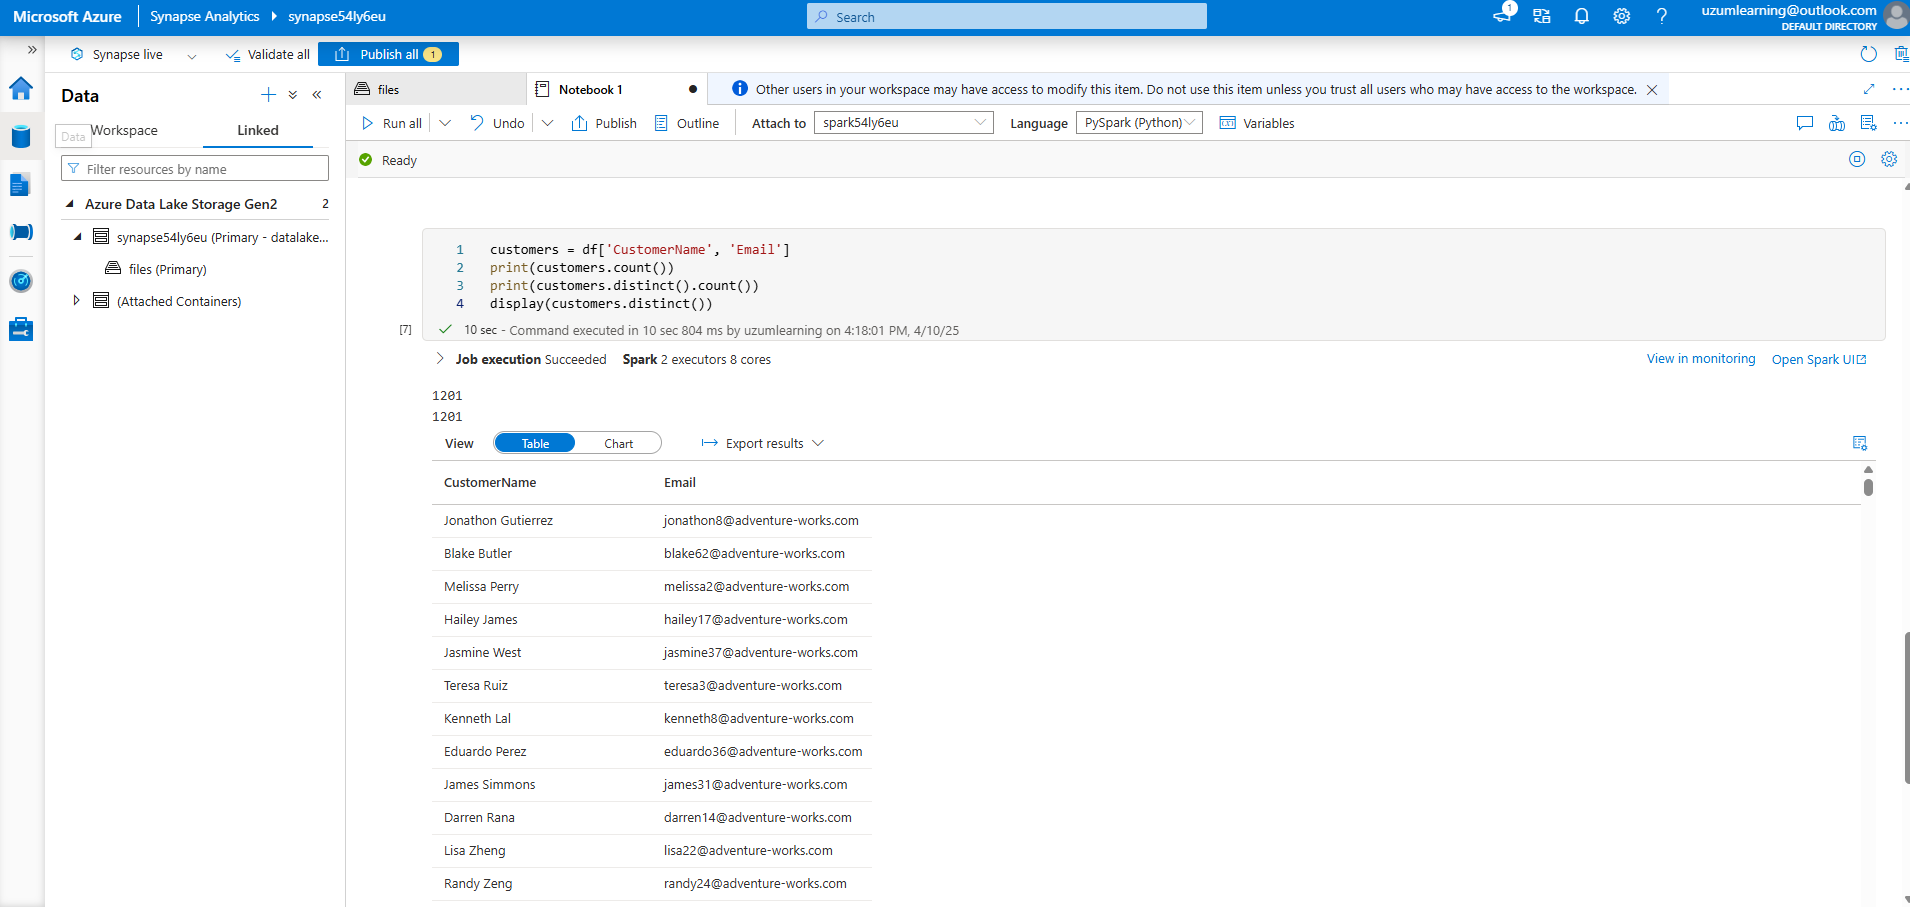 Microsoft Azure
Synapse Analytics
synapse54ly6eu
Search
1
uzumlearning@outlook.com
DEFAULT DIRECTORY
Synapse live
Validate all
Publish all
1
Data
Workspace
Linked
Data
Filter resources by name
Azure Data Lake Storage Gen2
2
synapse54ly6eu (Primary - datalake...
files (Primary)
(Attached Containers)
files
Notebook 1
Other users in your workspace may have access to modify this item. Do not use this item unless you trust all users who may have access to the workspace.
Run all
Undo
Publish
Outline
Attach to
spark54ly6eu
Language
PySpark (Python)
Variables
Ready
1 customers = df['CustomerName', 'Email']
2 print(customers.count())
3 print(customers.distinct().count())
4 display(customers.distinct())
[7]
10 sec - Command executed in 10 sec 804 ms by uzumlearning on 4:18:01 PM, 4/10/25
Job execution Succeeded Spark 2 executors 8 cores
View in monitoring
Open Spark UI
1201
1201
View
Table
Chart
Export results
CustomerName Email
Jonathon Gutierrez jonathon8@adventure-works.com
Blake Butler blake62@adventure-works.com
Melissa Perry melissa2@adventure-works.com
Hailey James hailey17@adventure-works.com
Jasmine West jasmine37@adventure-works.com
Teresa Ruiz teresa3@adventure-works.com
Kenneth Lal kenneth8@adventure-works.com
Eduardo Perez eduardo36@adventure-works.com
James Simmons james31@adventure-works.com
Darren Rana darren14@adventure-works.com
Lisa Zheng lisa22@adventure-works.com
Randy Zeng randy24@adventure-works.com